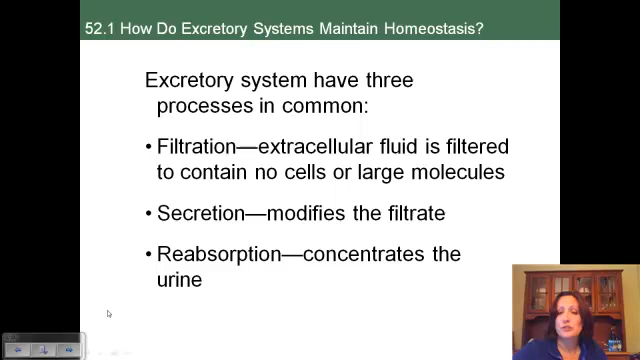 52.1 How Do Excretory Systems Maintain Homeostasis?
Excretory system have three
processes in common:
• Filtration—extracellular fluid is filtered
to contain no cells or large molecules
• Secretion—modifies the filtrate
• Reabsorption—concentrates the
urine